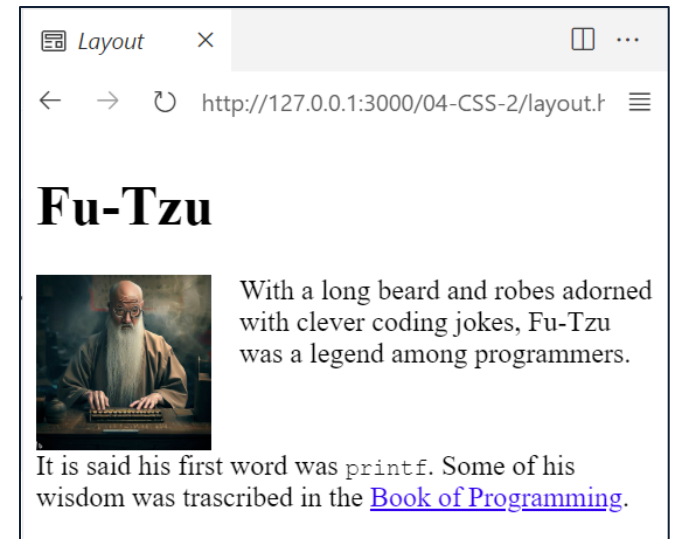 Layout
http://127.0.0.1:3000/04-CSS-2/layout.h
Fu-Tzu
With a long beard and robes adorned
with clever coding jokes, Fu-Tzu
was a legend among programmers.
It is said his first word was printf. Some of his
wisdom was trascribed in the Book of Programming.